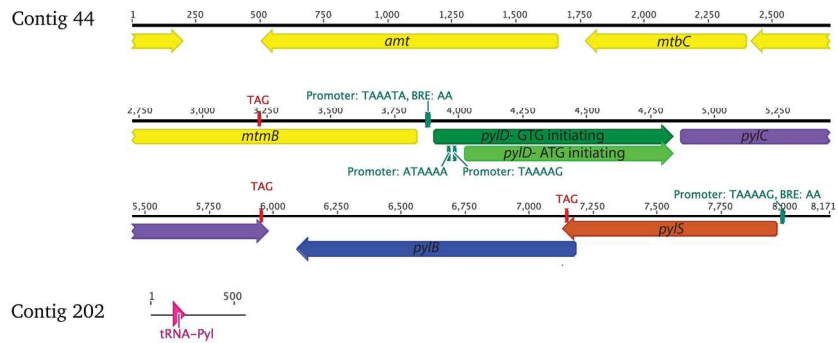 Contig 44
1 250 500 750 1,000 1,250 1,500 1,750 2,000 2,250 2,500
amt mtbC
Promoter: TAAATA, BRE: AA
TAG
2,750 3,000 3,250 3,500 3,750 4,000 4,250 4,500 4,750 5,000 5,250
mtmB pylD- GTG initiating pylC
pylD- ATG initiating
Promoter: ATAAAA Promoter: TAAAAG
TAG TAG Promoter: TAAAAG, BRE: AA
5,500 5,750 6,000 6,250 6,500 6,750 7,000 7,250 7,500 7,750 8,000 8,171
pylS
pylB
1 500
Contig 202
tRNA-Pyl